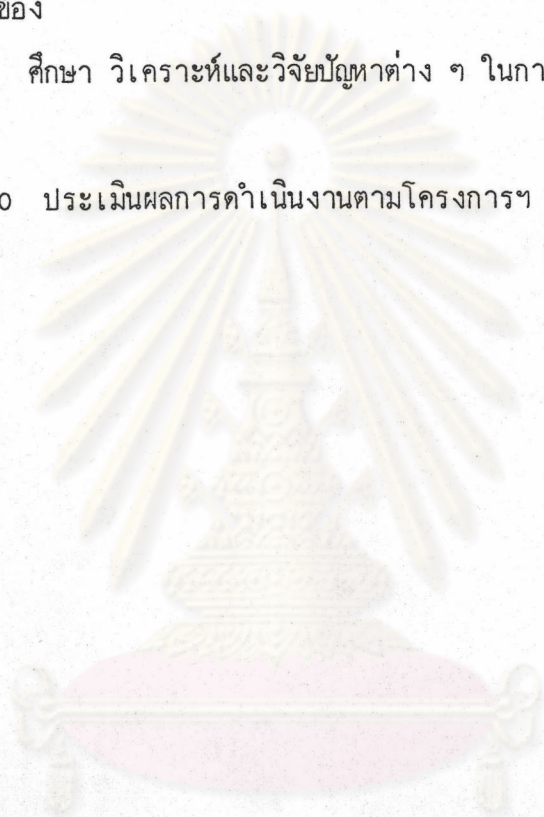 ของ
ศึกษา วิเคราะห์และวิจัยปัญหาต่าง ๆ ในกา
๐ ประเมินผลการดำเนินงานตามโครงการฯ